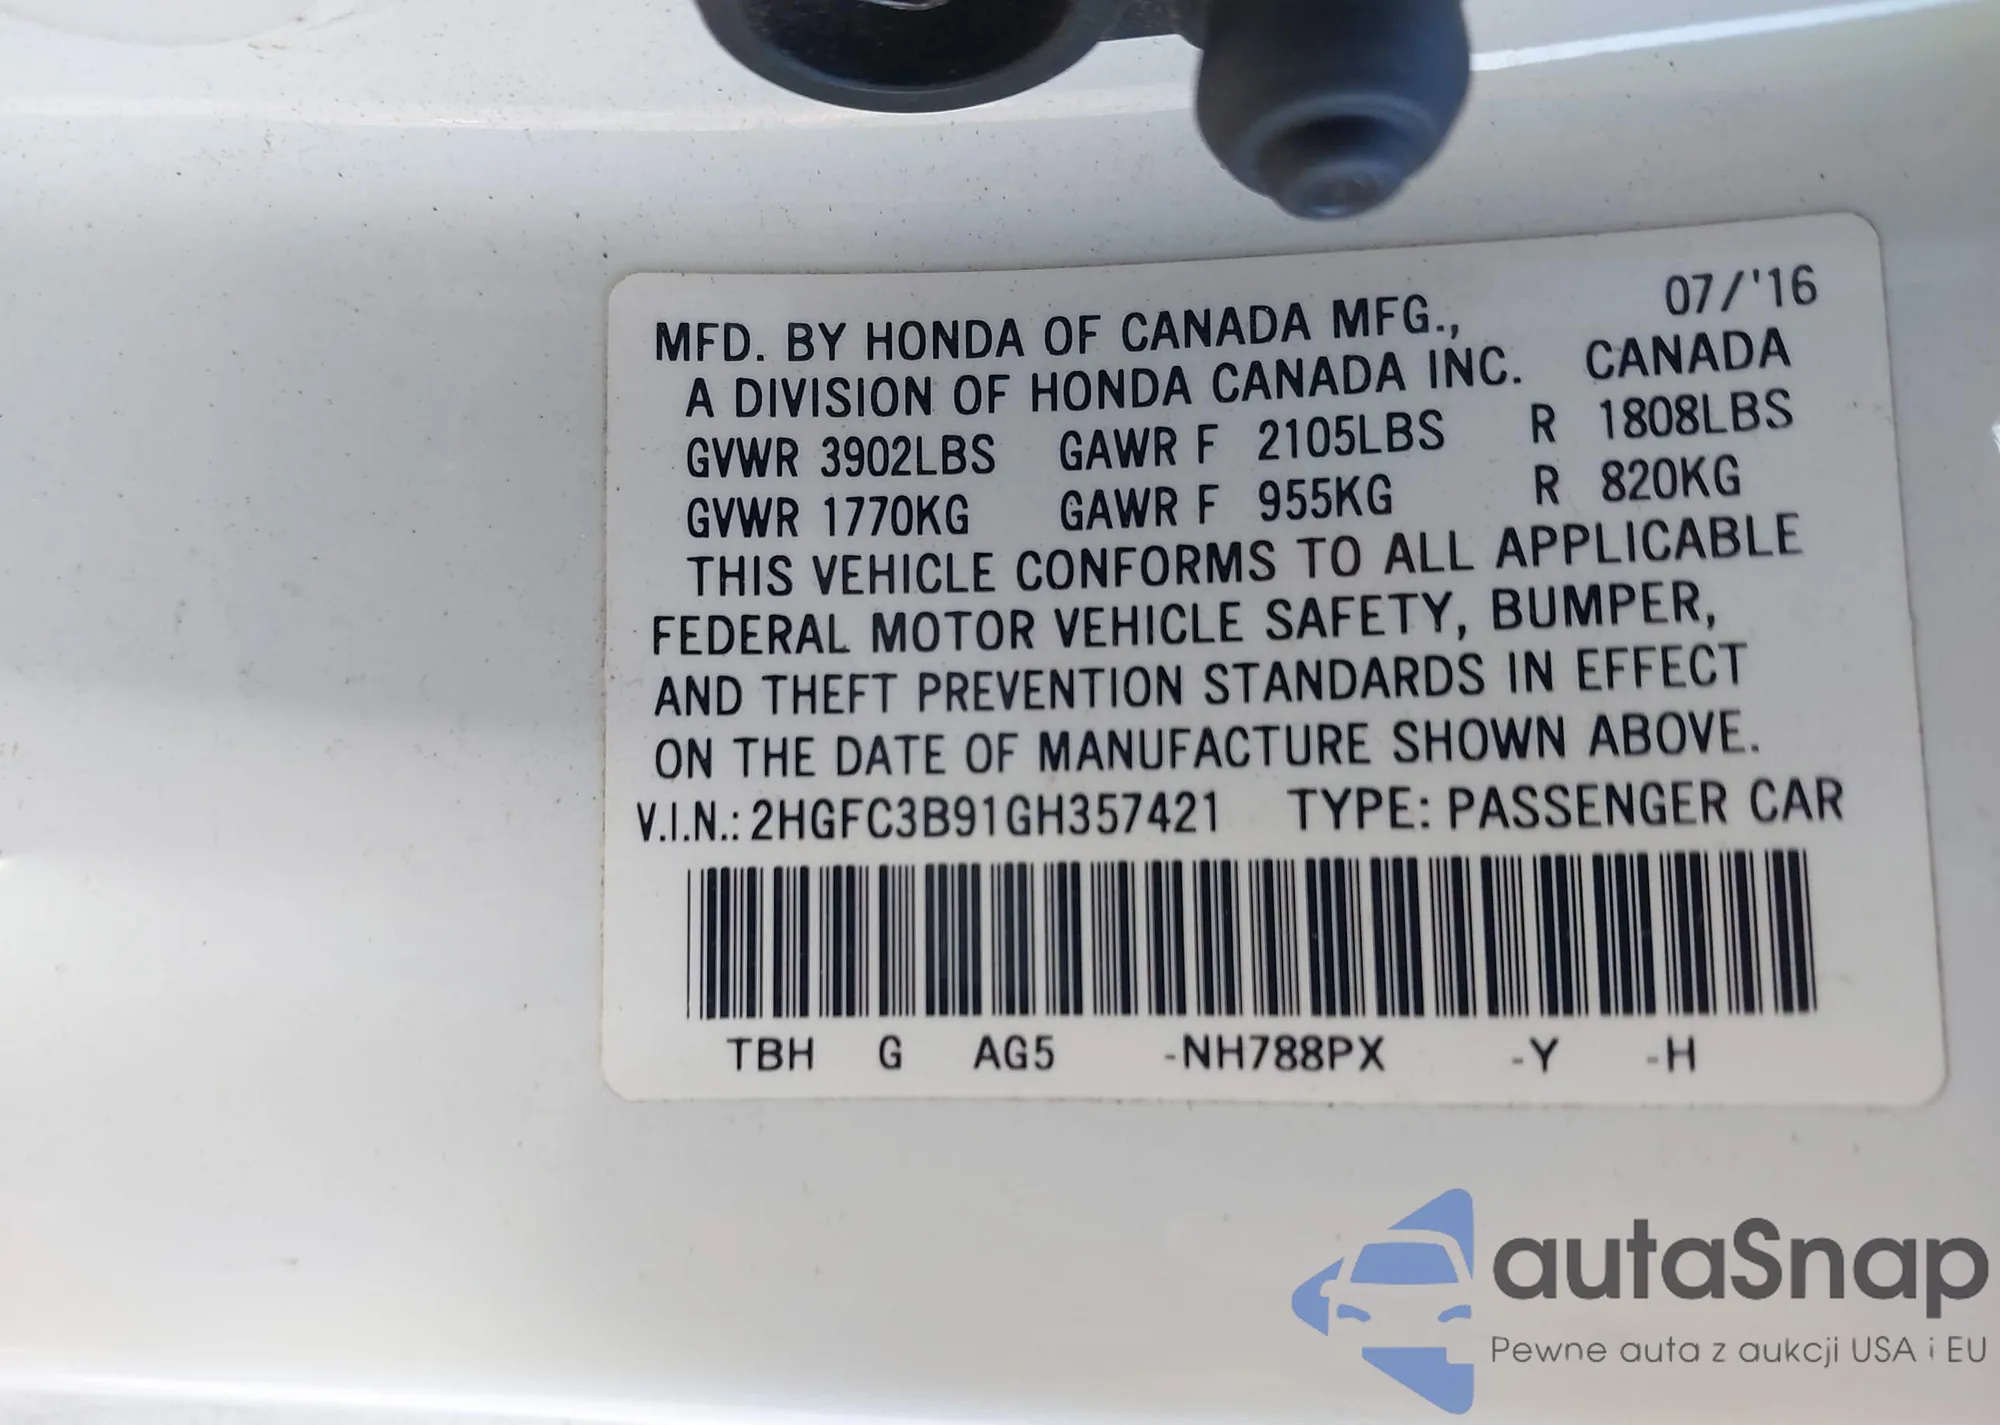 07/'16
MFD. BY HONDA OF CANADA MFG.,
A DIVISION OF HONDA CANADA INC. CANADA
GVWR 3902LBS GAWR F 2105LBS R 1808LBS
GVWR 1770KG GAWR F 955KG R 820KG
THIS VEHICLE CONFORMS TO ALL APPLICABLE
FEDERAL MOTOR VEHICLE SAFETY, BUMPER,
AND THEFT PREVENTION STANDARDS IN EFFECT
ON THE DATE OF MANUFACTURE SHOWN ABOVE.
V.I.N.: 2HGFC3B91GH357421 TYPE: PASSENGER CAR
TBH G AG5 -NH788PX -Y -H
autaSnap
Pewne auta z aukcji USA i EU